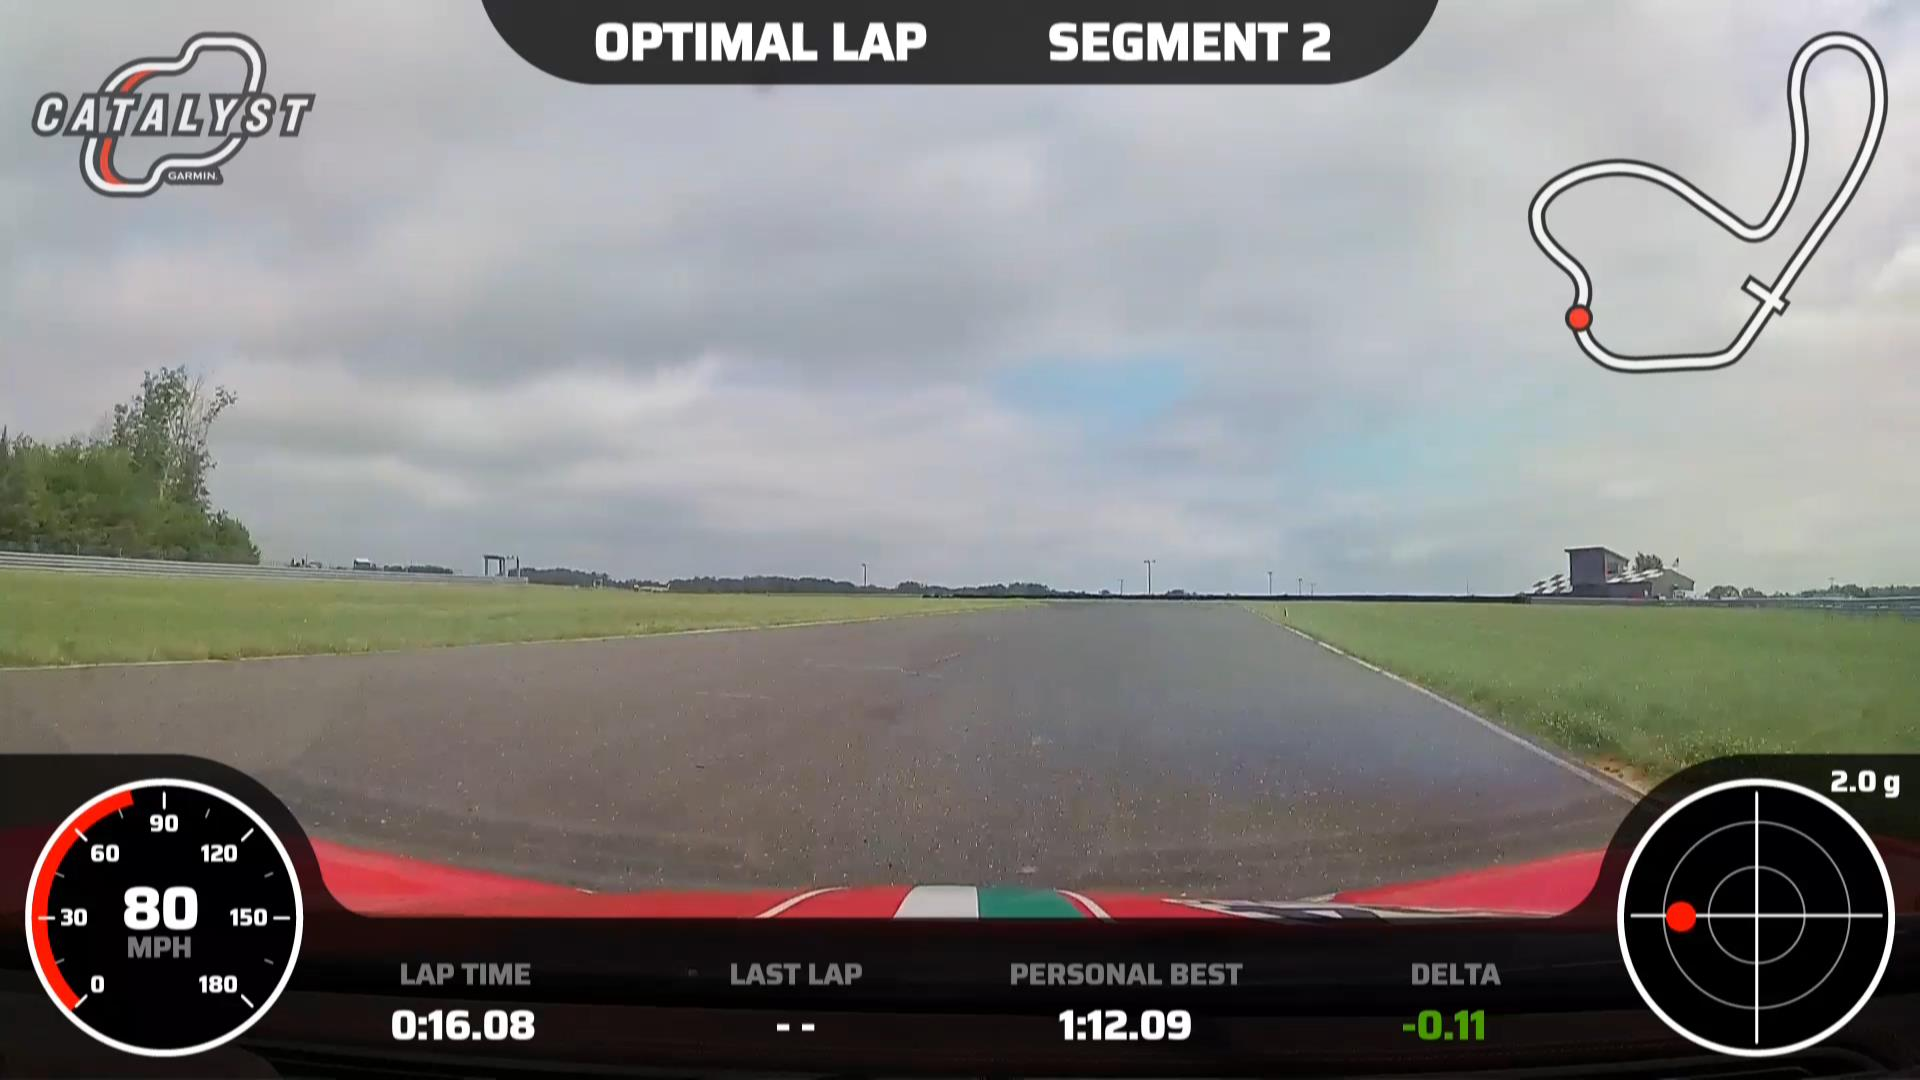 OPTIMAL LAP SEGMENT 2
CATALYST
GARMIN.
2.0 g
90
60 120
80
30 150
MPH
0 180
LAP TIME LAST LAP PERSONAL BEST DELTA
0:16.08 - - 1:12.09 -0.11